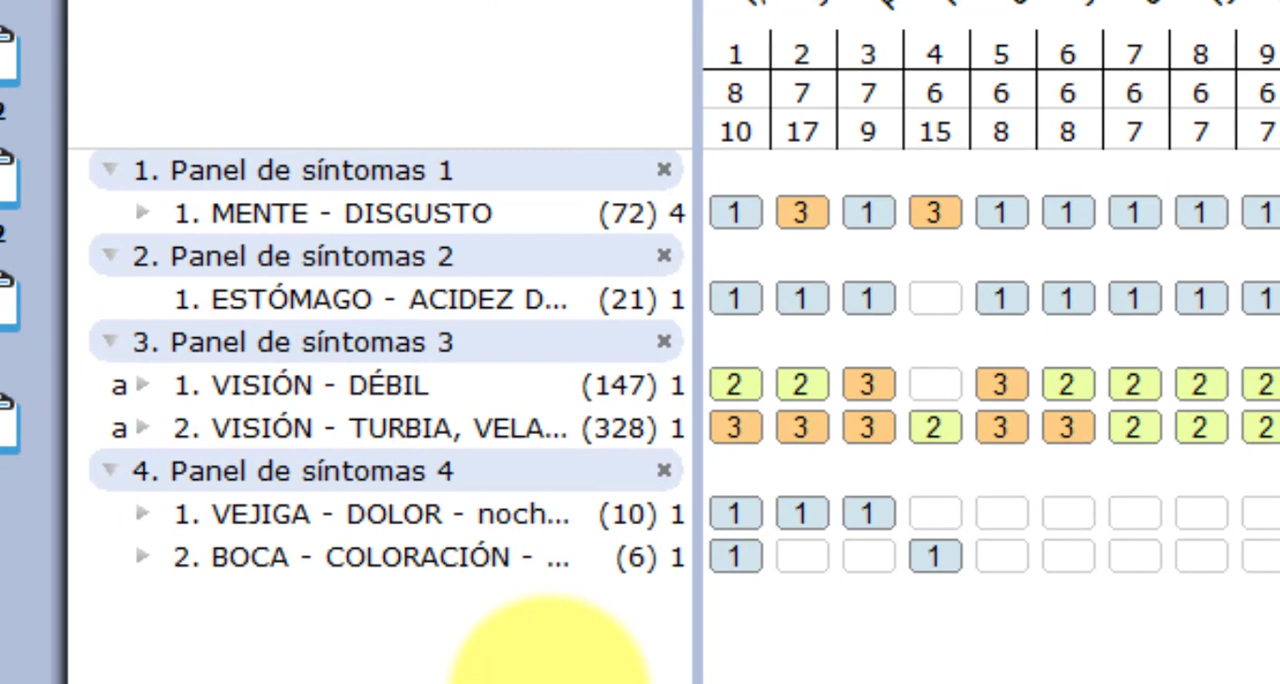 1 2 3 4 5 6 7 8 9
8 7 7 6 6 6 6 6 6
10 17 9 15 8 8 7 7 7
1. Panel de síntomas 1
1. MENTE - DISGUSTO (72) 4 1 3 1 3 1 1 1 1 1
2. Panel de síntomas 2
1. ESTÓMAGO - ACIDEZ D... (21) 1 1 1 1 1 1 1 1 1
3. Panel de síntomas 3
a 1. VISIÓN - DÉBIL (147) 1 2 2 3 3 2 2 2 2
a 2. VISIÓN - TURBIA, VELA... (328) 1 3 3 3 2 3 3 2 2 2
4. Panel de síntomas 4
1. VEJIGA - DOLOR - noch... (10) 1 1 1 1
2. BOCA - COLORACIÓN - ... (6) 1 1 1
2
2